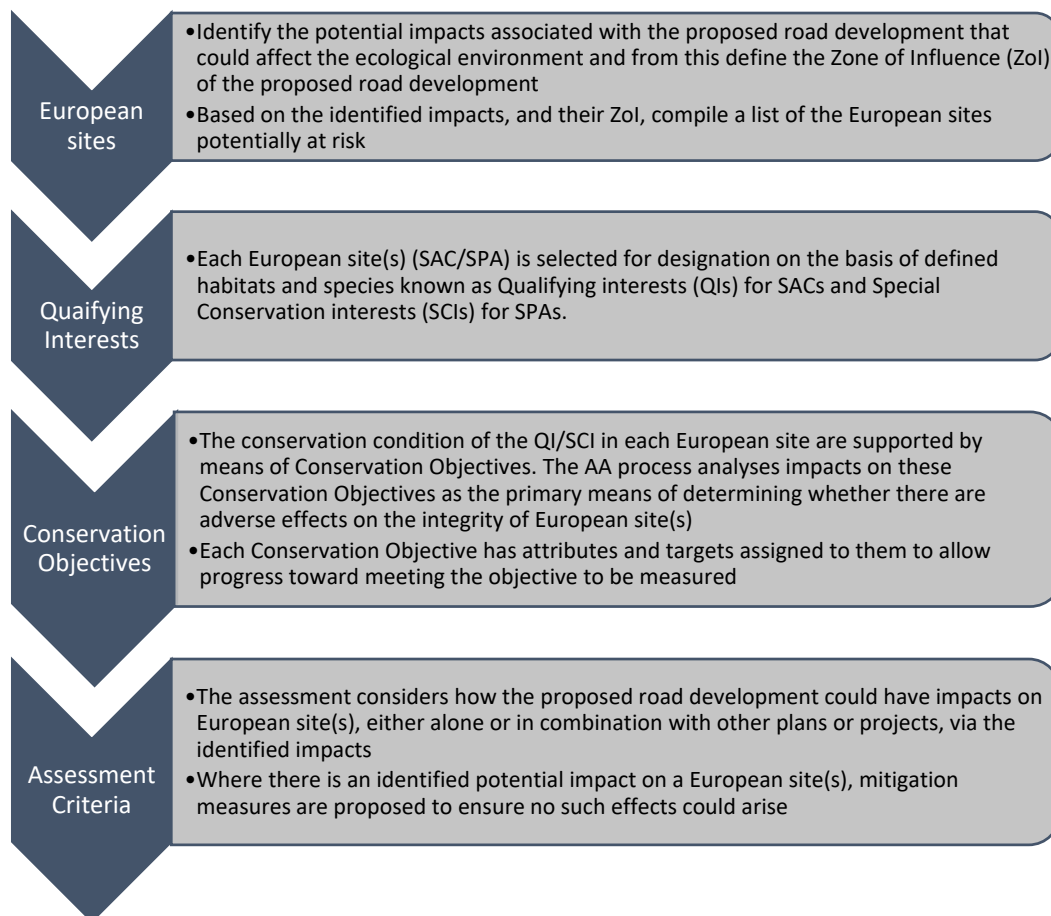 European
sites
•Identify the potential impacts associated with the proposed road development that
could affect the ecological environment and from this define the Zone of Influence (ZoI)
of the proposed road development
•Based on the identified impacts, and their ZoI, compile a list of the European sites
potentially at risk
Quaifying
Interests
•Each European site(s) (SAC/SPA) is selected for designation on the basis of defined
habitats and species known as Qualifying interests (QIs) for SACs and Special
Conservation interests (SCIs) for SPAs.
Conservation
Objectives
•The conservation condition of the QI/SCI in each European site are supported by
means of Conservation Objectives. The AA process analyses impacts on these
Conservation Objectives as the primary means of determining whether there are
adverse effects on the integrity of European site(s)
•Each Conservation Objective has attributes and targets assigned to them to allow
progress toward meeting the objective to be measured
Assessment
Criteria
•The assessment considers how the proposed road development could have impacts on
European site(s), either alone or in combination with other plans or projects, via the
identified impacts
•Where there is an identified potential impact on a European site(s), mitigation
measures are proposed to ensure no such effects could arise